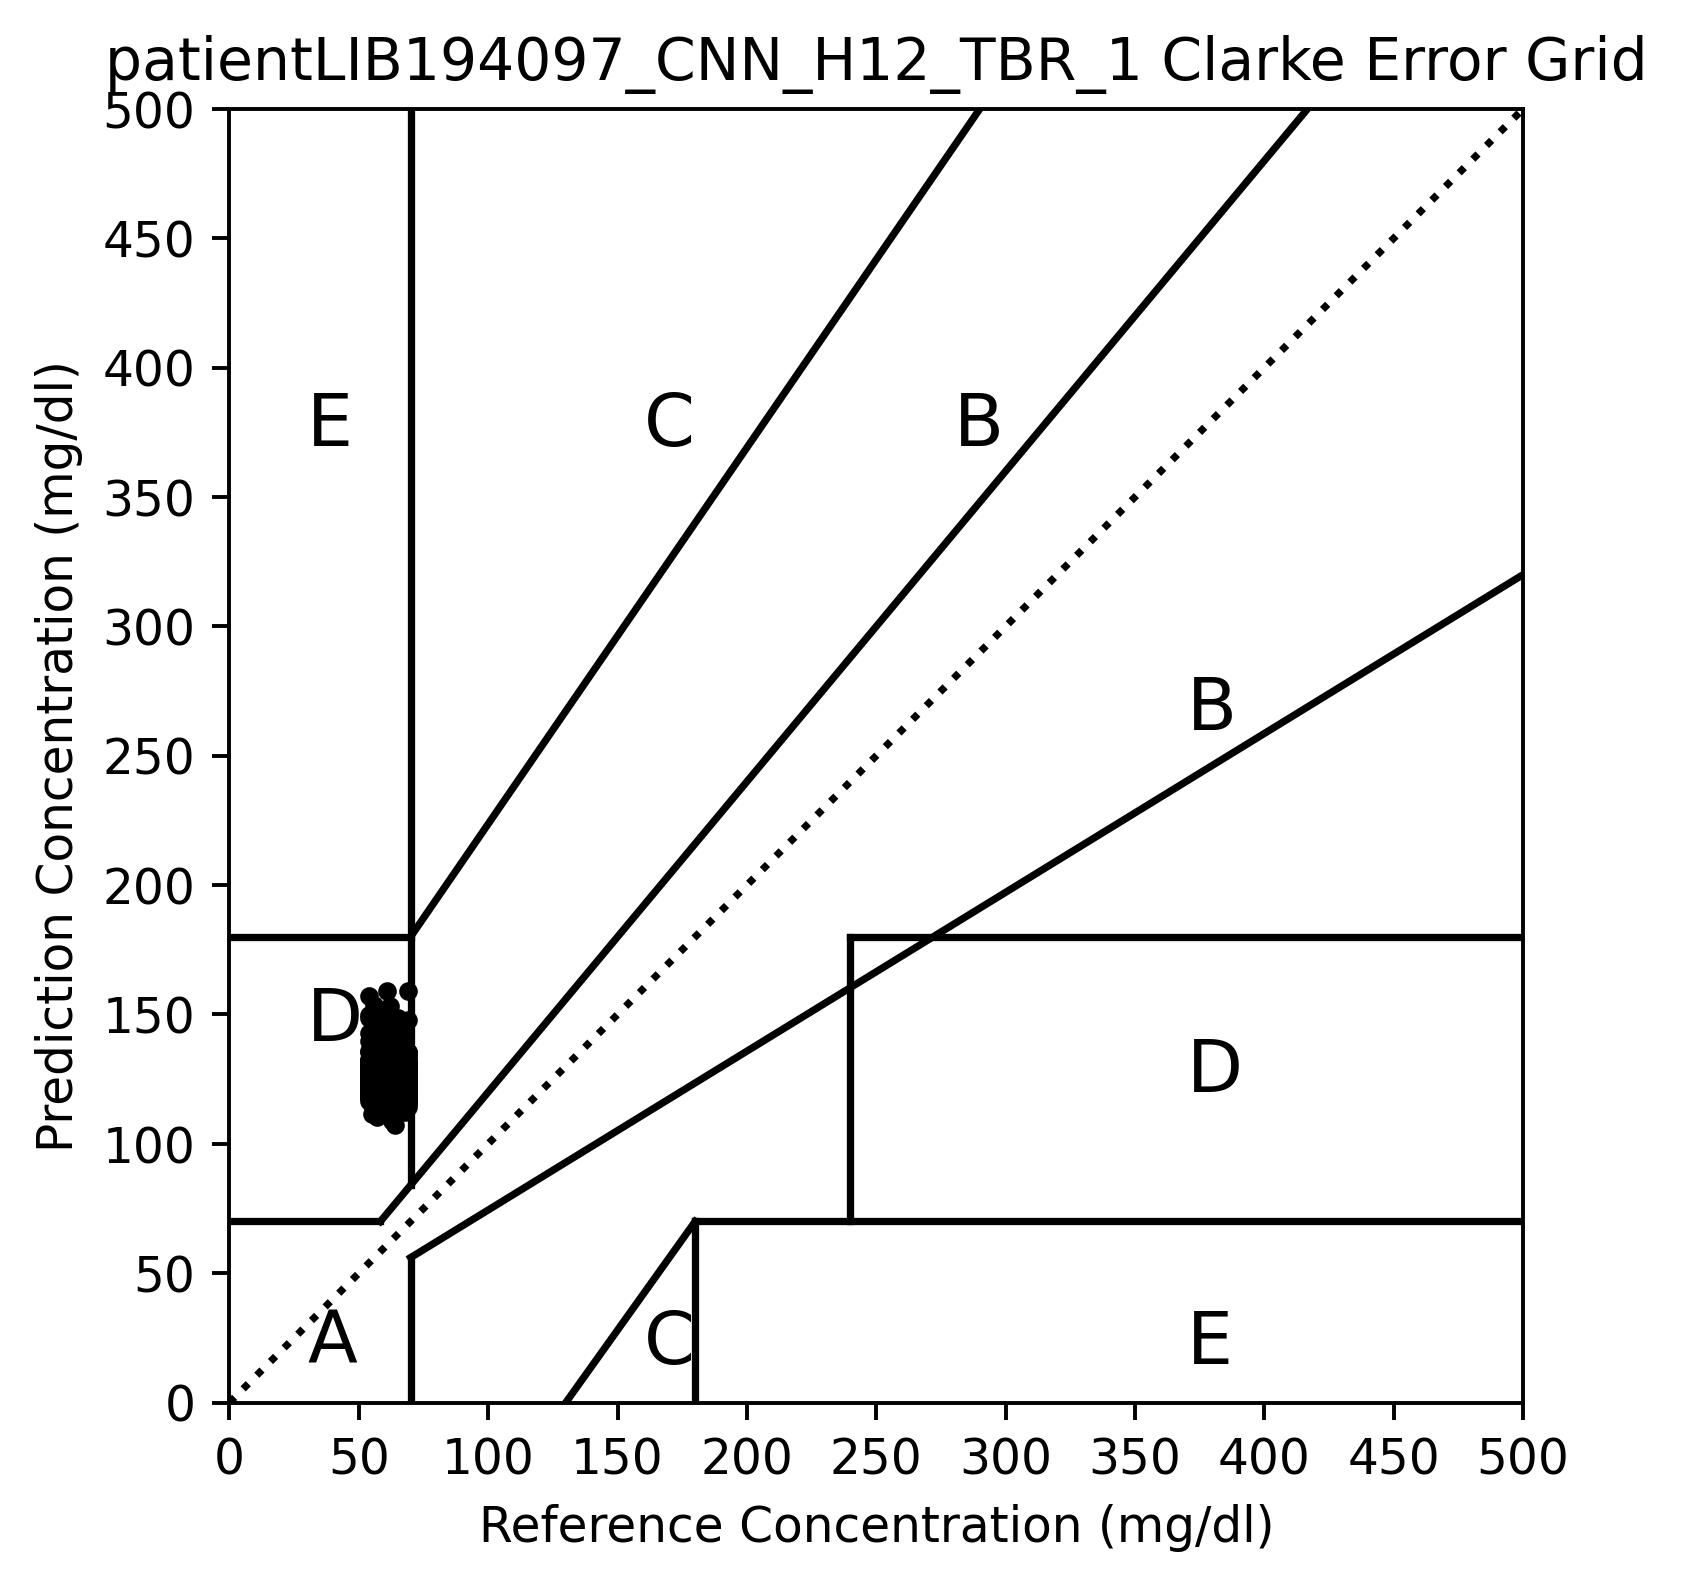 patientLIB194097_CNN_H12_TBR_1 Clarke Error Grid
Prediction Concentration (mg/dl)
500
450
400
350
300
250
200
150
100
50
0
E
C
B
B
D
D
A
C
E
0 50 100 150 200 250 300 350 400 450 500
Reference Concentration (mg/dl)